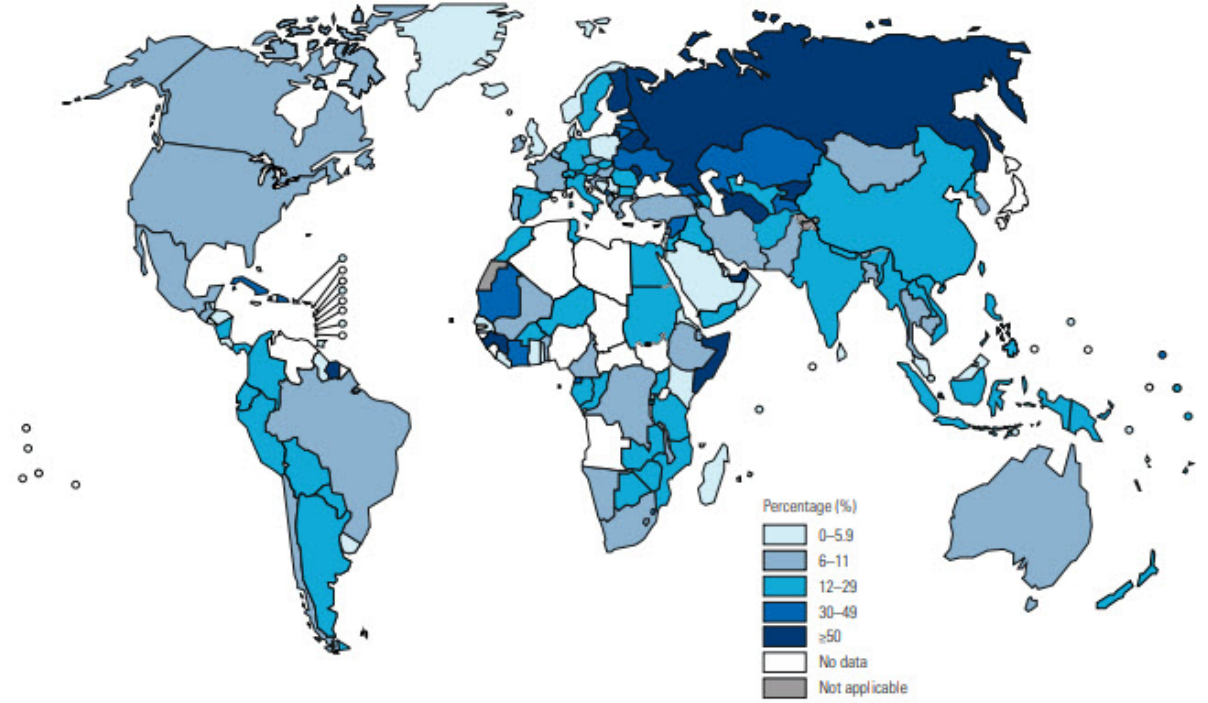 Percentage (%)
0–5.9
6–11
12–29
30–49
≥50
No data
Not applicable